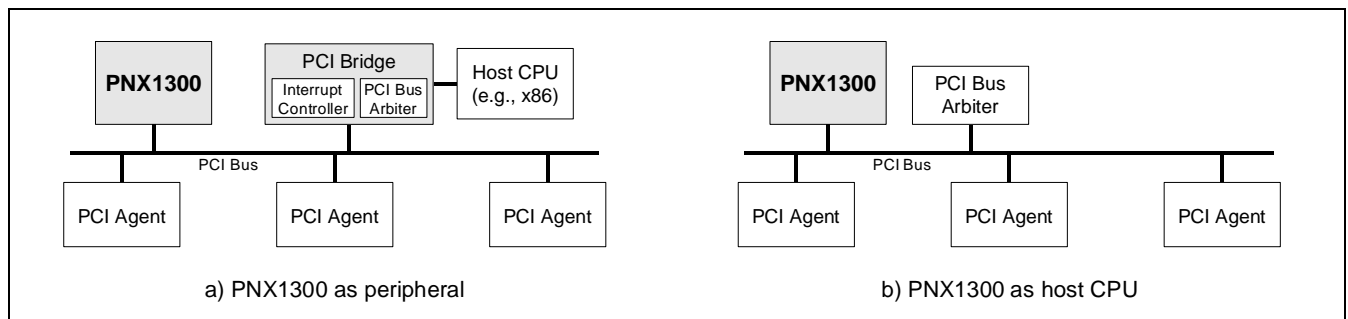 PNX1300
PCI Bridge
Interrupt
Controller
PCI Bus
Arbiter
Host CPU
(e.g., x86)
PCI Bus
PCI Agent
PCI Agent
PCI Agent
a) PNX1300 as peripheral
PNX1300
PCI Bus
Arbiter
PCI Bus
PCI Agent
PCI Agent
PCI Agent
b) PNX1300 as host CPU